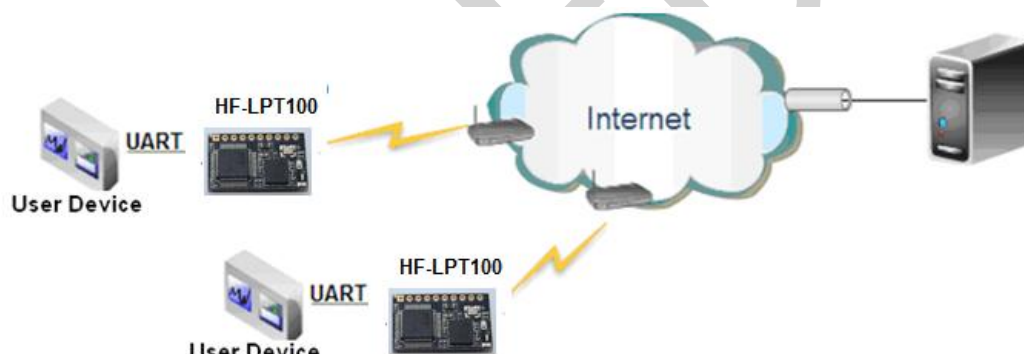 HF-LPT100
UART
User Device
Internet
HF-LPT100
UART
User Device